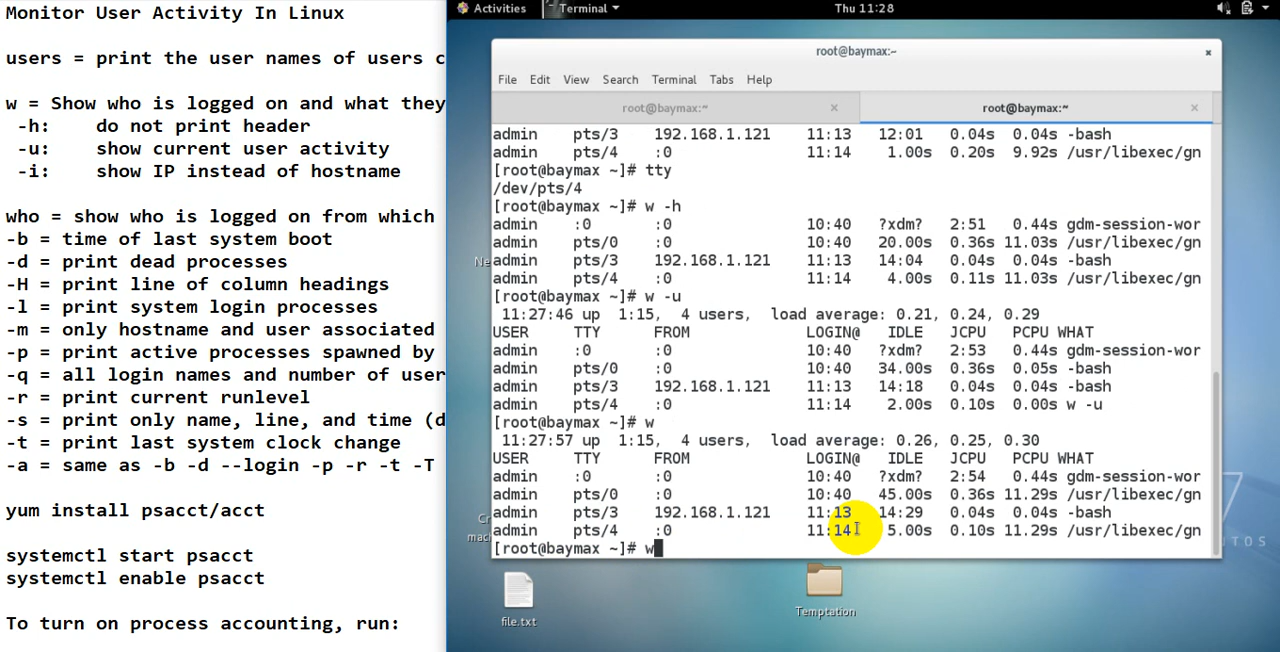 Monitor User Activity In Linux
users = print the user names of users c
w = Show who is logged on and what they
-h: do not print header
-u: show current user activity
-i: show IP instead of hostname
who = show who is logged on from which
-b = time of last system boot
-d = print dead processes
-H = print line of column headings
-l = print system login processes
-m = only hostname and user associated
-p = print active processes spawned by
-q = all login names and number of user
-r = print current runlevel
-s = print only name, line, and time (d
-t = print last system clock change
-a = same as -b -d --login -p -r -t -T
yum install psacct/acct
systemctl start psacct
systemctl enable psacct
To turn on process accounting, run:
Activities Terminal Thu 11:28
root@baymax:~
File Edit View Search Terminal Tabs Help
root@baymax:~ × root@baymax:~ ×
admin pts/3 192.168.1.121 11:13 12:01 0.04s 0.04s -bash
admin pts/4 :0 11:14 1.00s 0.20s 9.92s /usr/libexec/gn
[root@baymax ~]# tty
/dev/pts/4
[root@baymax ~]# w -h
admin :0 :0 10:40 ?xdm? 2:51 0.44s gdm-session-wor
admin pts/0 :0 10:40 20.00s 0.36s 11.03s /usr/libexec/gn
admin pts/3 192.168.1.121 11:13 14:04 0.04s 0.04s -bash
admin pts/4 :0 11:14 4.00s 0.11s 11.03s /usr/libexec/gn
[root@baymax ~]# w -u
11:27:46 up 1:15, 4 users, load average: 0.21, 0.24, 0.29
USER TTY FROM LOGIN@ IDLE JCPU PCPU WHAT
admin :0 :0 10:40 ?xdm? 2:53 0.44s gdm-session-wor
admin pts/0 :0 10:40 34.00s 0.36s 0.05s -bash
admin pts/3 192.168.1.121 11:13 14:18 0.04s 0.04s -bash
admin pts/4 :0 11:14 2.00s 0.10s 0.00s w -u
[root@baymax ~]# w
11:27:57 up 1:15, 4 users, load average: 0.26, 0.25, 0.30
USER TTY FROM LOGIN@ IDLE JCPU PCPU WHAT
admin :0 :0 10:40 ?xdm? 2:54 0.44s gdm-session-wor
admin pts/0 :0 10:40 45.00s 0.36s 11.29s /usr/libexec/gn
admin pts/3 192.168.1.121 11:13 14:29 0.04s 0.04s -bash
admin pts/4 :0 11:14 5.00s 0.10s 11.29s /usr/libexec/gn
[root@baymax ~]# w
Ne
Cr
mac
7
TOS
file.txt
Temptation